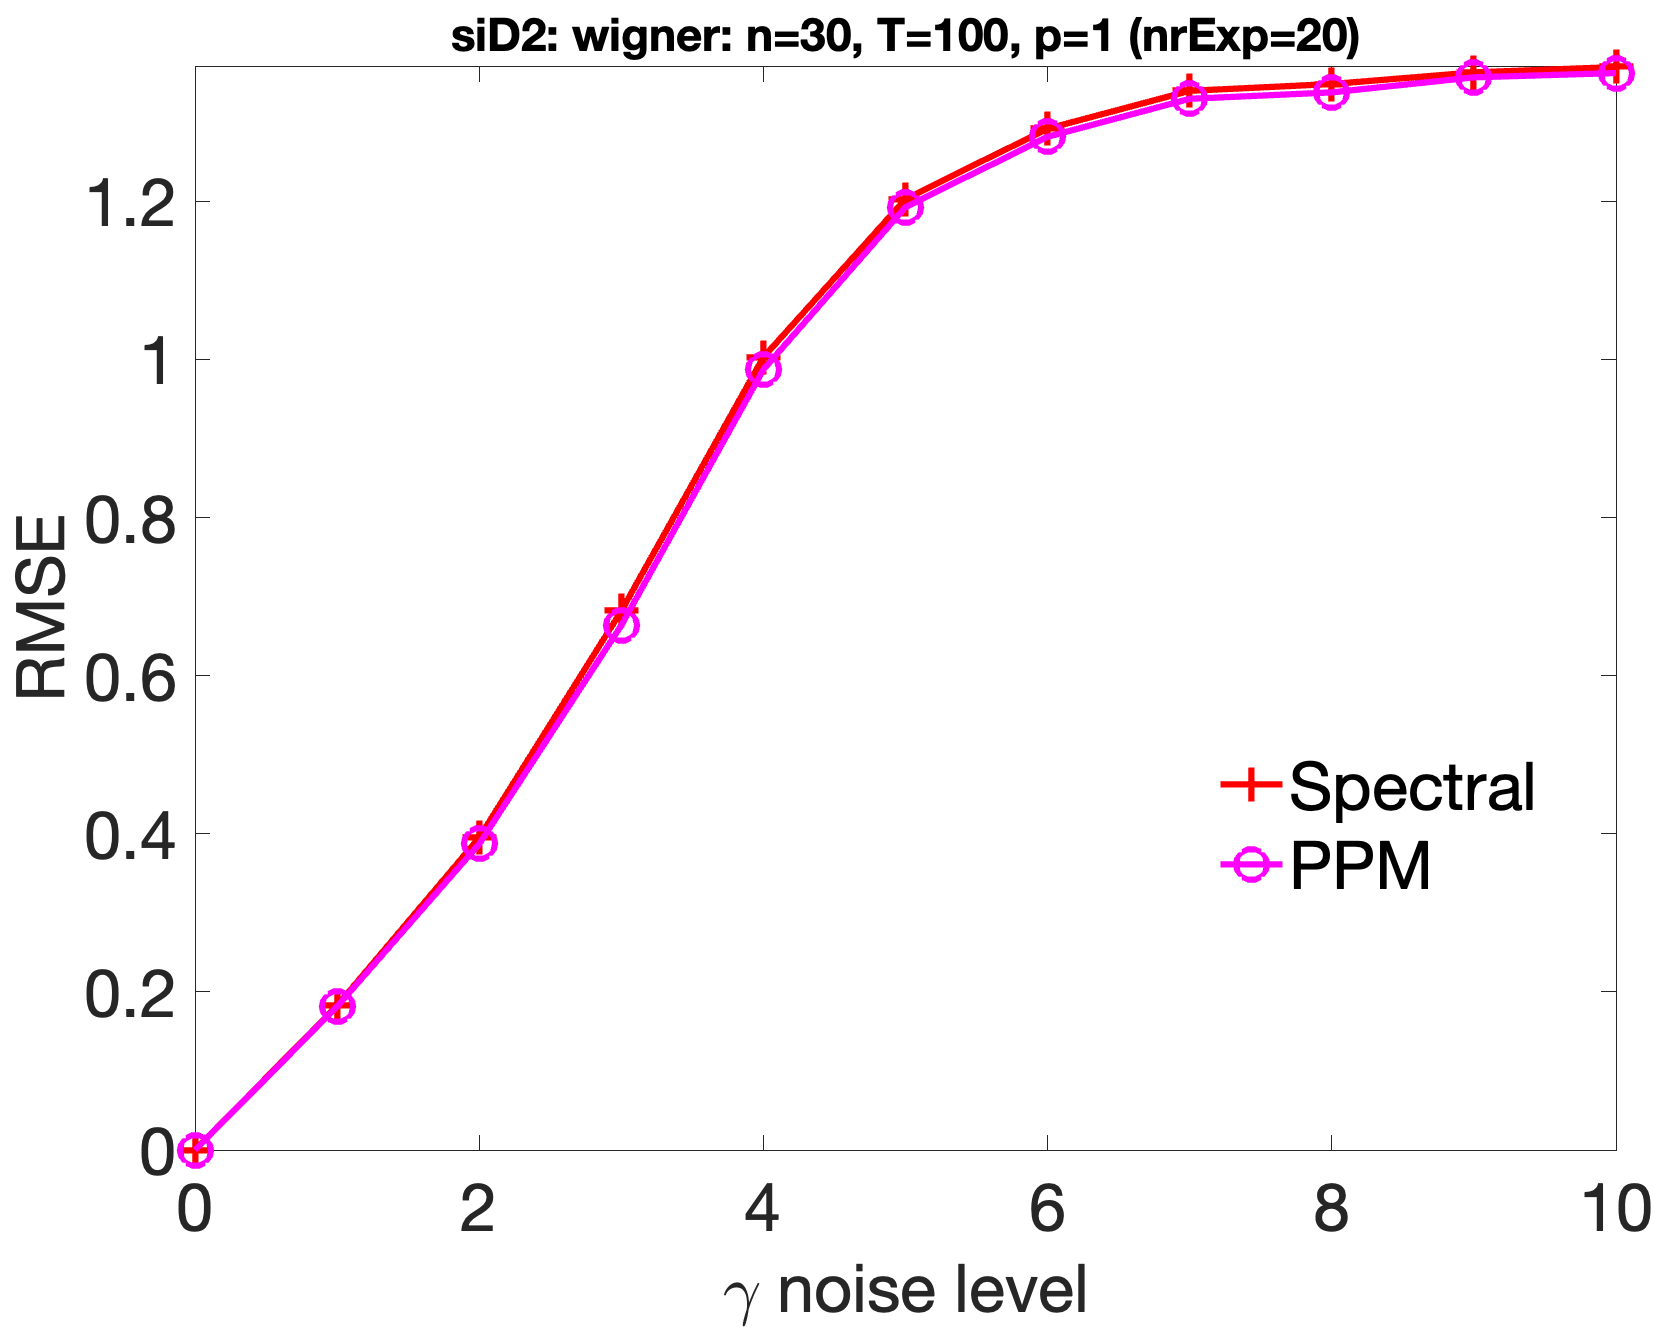 siD2: wigner: n=30, T=100, p=1 (nrExp=20)
1.2
1
0.8
0.6
0.4
0.2
0
RMSE
Spectral
PPM
0 2 4 6 8 10
γ noise level